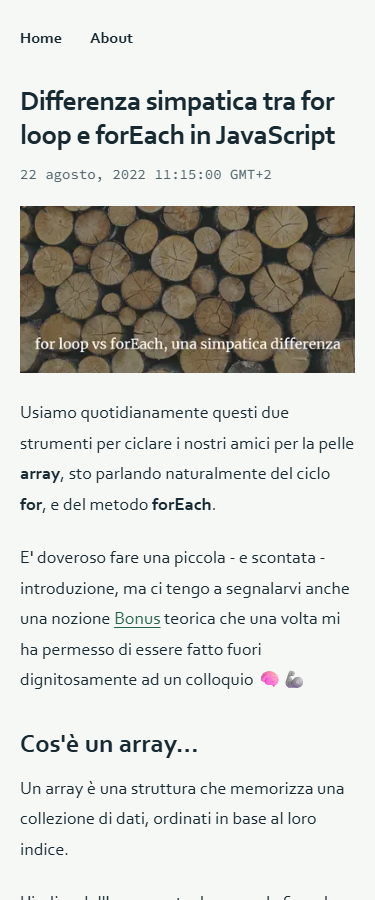 Home About
Differenza simpatica tra for
loop e forEach in JavaScript
22 agosto, 2022 11:15:00 GMT+2
for loop vs forEach, una simpatica differenza
Usiamo quotidianamente questi due
strumenti per ciclare i nostri amici per la pelle
array, sto parlando naturalmente del ciclo
for, e del metodo forEach.
E' doveroso fare una piccola - e scontata -
introduzione, ma ci tengo a segnalarvi anche
una nozione Bonus teorica che una volta mi
ha permesso di essere fatto fuori
dignitosamente ad un colloquio 🧠 🦾
Cos'è un array...
Un array è una struttura che memorizza una
collezione di dati, ordinati in base al loro
indice.